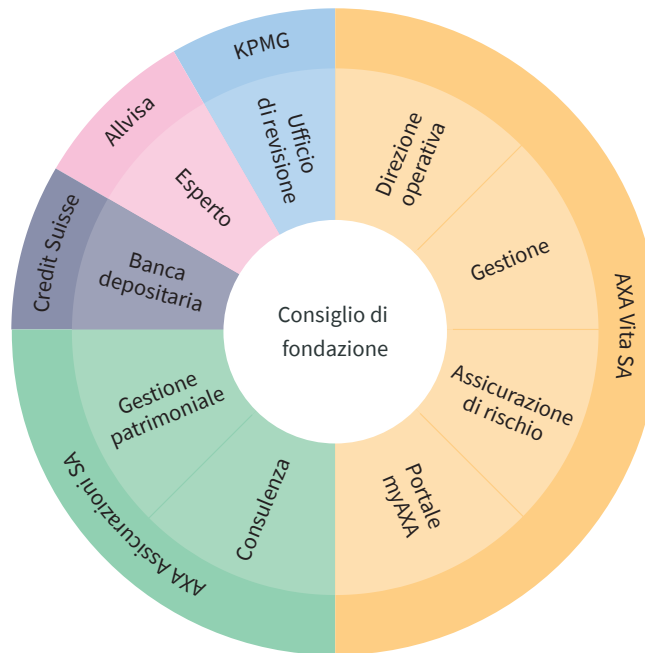 KPMG
Allvisa
Credit Suisse
AXA Vita SA
AXA Assicurazioni SA
Ufficio
di revisione
Esperto
Banca
depositaria
Direzione
operativa
Gestione
Assicurazione
di rischio
Portale
myAXA
Consulenza
Gestione
patrimoniale
Consiglio di
fondazione